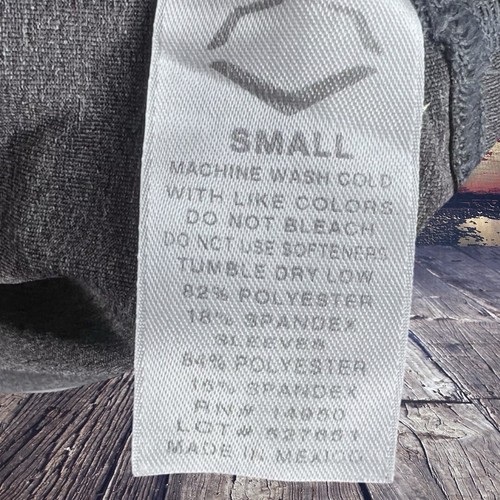 SMALL
MACHINE WASH COLD
WITH LIKE COLORS
DO NOT BLEACH
DO NOT USE SOFTENERS
TUMBLE DRY LOW
82% POLYESTER
18% SPANDEX
SLEEVES
84% POLYESTER
16% SPANDEX
RN#
LOT #
MADE IN MEXICO